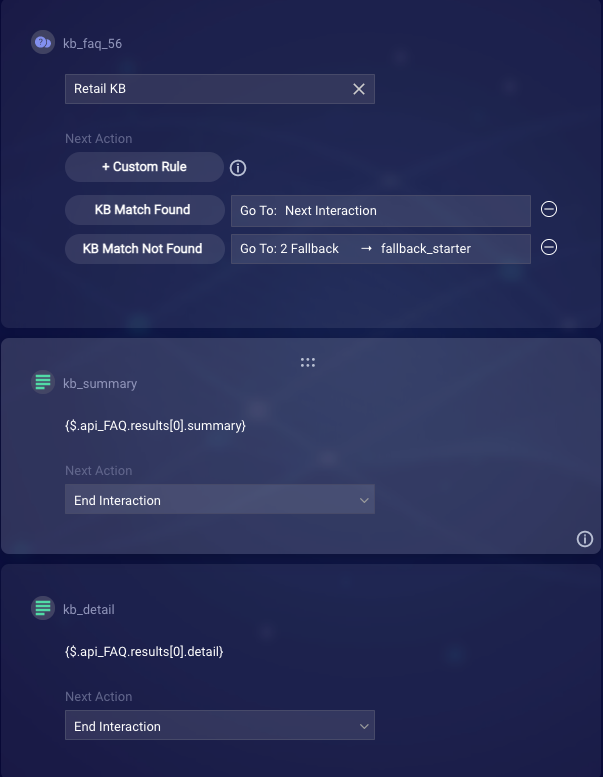 kb_faq_56
Retail KB
Next Action
+ Custom Rule
KB Match Found
Go To: Next Interaction
KB Match Not Found
Go To: 2 Fallback → fallback_starter
kb_summary
{$.api_FAQ.results[0].summary}
Next Action
End Interaction
kb_detail
{$.api_FAQ.results[0].detail}
Next Action
End Interaction